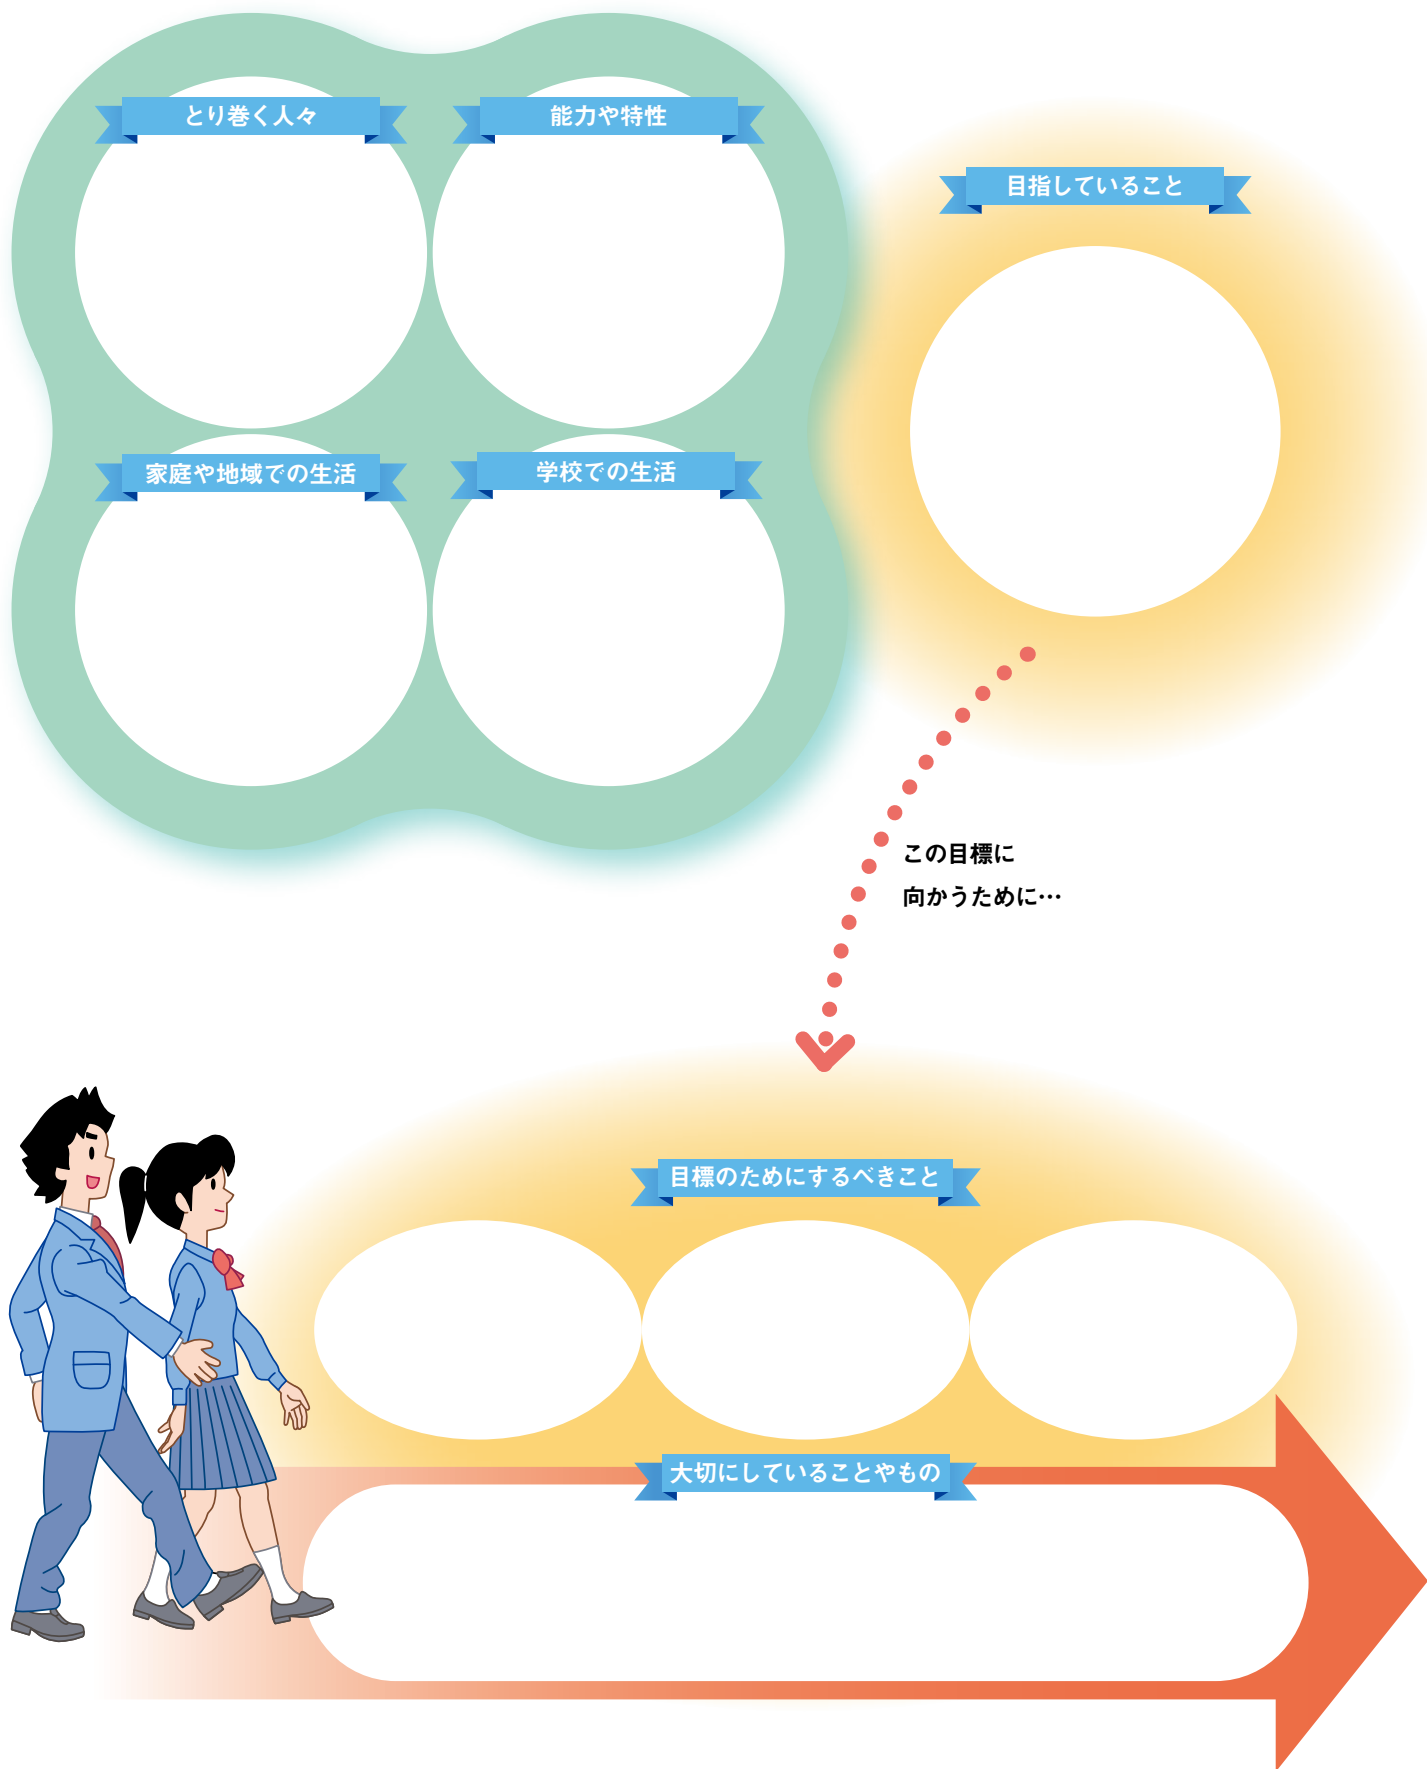 とり巻く人々
能力や特性
目指していること
家庭や地域での生活
学校での生活
この目標に
向かうために…
目標のためにするべきこと
大切にしていることやもの